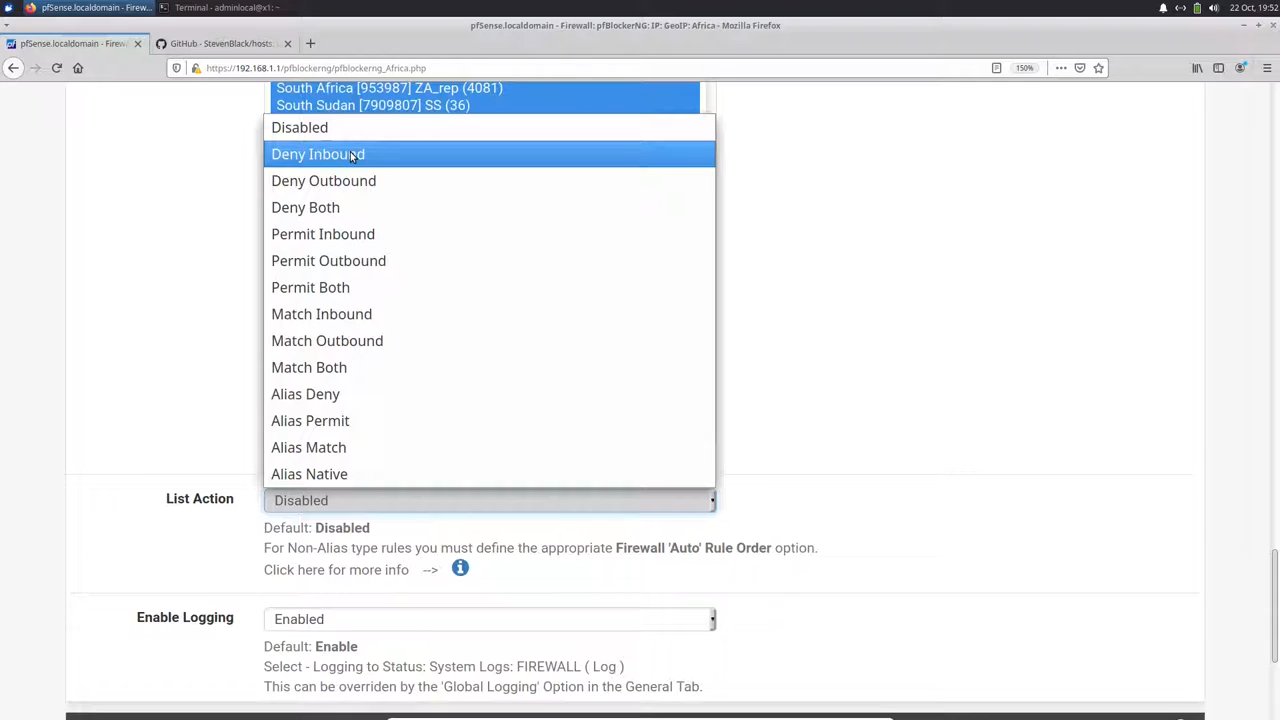 pfSense.localdomain - Firew...
Terminal - adminlocal@x1: ~
22 Oct, 19:52
pfSense.localdomain - Firewall: pfBlockerNG: IP: GeoIP: Africa - Mozilla Firefox
pfSense.localdomain - Firewa
GitHub - StevenBlack/hosts:
https://192.168.1.1/pfblockerng/pfblockerng_Africa.php
150%
South Africa [953987] ZA_rep (4081)
South Sudan [7909807] SS (36)
Disabled
Deny Inbound
Deny Outbound
Deny Both
Permit Inbound
Permit Outbound
Permit Both
Match Inbound
Match Outbound
Match Both
Alias Deny
Alias Permit
Alias Match
Alias Native
List Action
Disabled
Default: Disabled
For Non-Alias type rules you must define the appropriate Firewall 'Auto' Rule Order option.
Click here for more info -->
Enable Logging
Enabled
Default: Enable
Select - Logging to Status: System Logs: FIREWALL ( Log )
This can be overriden by the 'Global Logging' Option in the General Tab.